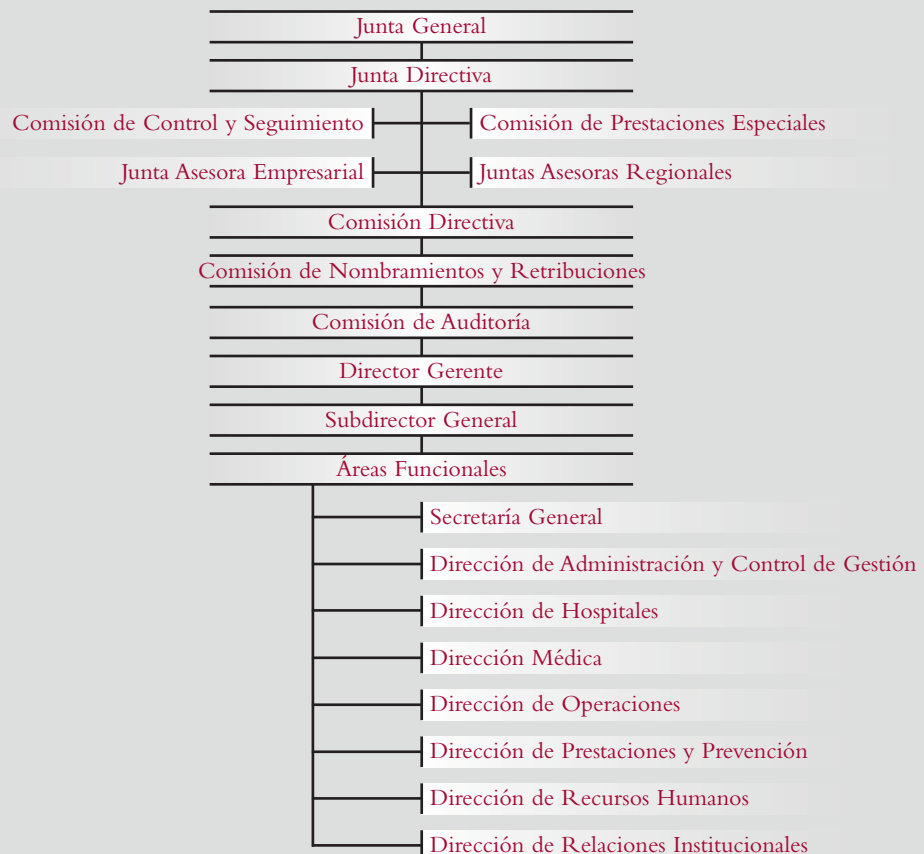 Junta General
Junta Directiva
Comisión de Control y Seguimiento
Comisión de Prestaciones Especiales
Junta Asesora Empresarial
Juntas Asesoras Regionales
Comisión Directiva
Comisión de Nombramientos y Retribuciones
Comisión de Auditoría
Director Gerente
Subdirector General
Áreas Funcionales
Secretaría General
Dirección de Administración y Control de Gestión
Dirección de Hospitales
Dirección Médica
Dirección de Operaciones
Dirección de Prestaciones y Prevención
Dirección de Recursos Humanos
Dirección de Relaciones Institucionales